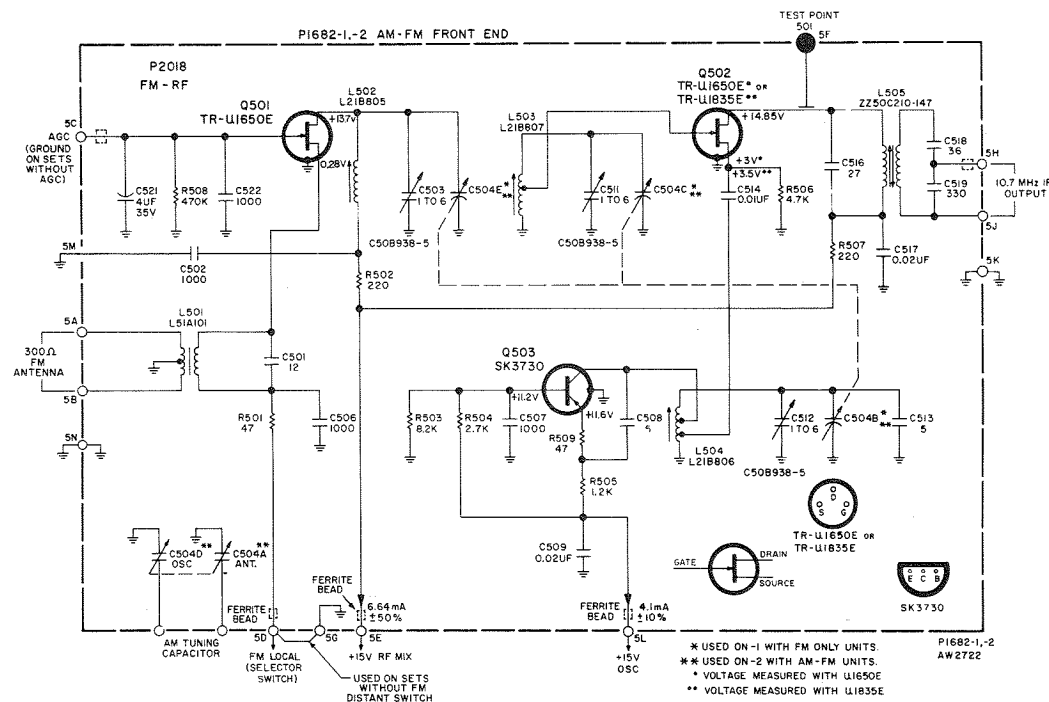 P1682-1,-2 AM-FM FRONT END
TEST POINT
501
5F
P2018
FM-RF
Q501
TR-U1650E
L502
L21B805
+13.7V
0.28V
L503
L21B807
Q502
TR-U1650E* OR
TR-U1835E**
+14.85V
+3V*
+3.5V**
L505
ZZ50C210-147
5C
AGC
(GROUND
ON SETS
WITHOUT
AGC)
C521
4UF
35V
R508
470K
C522
1000
C503
1 TO 6
C504E*
**
C50B938-5
C511
1 TO 6
C504C*
**
C50B938-5
C514
0.01UF
R506
4.7K
C516
27
C518
36
C519
330
5H
10.7 MHz IF
OUTPUT
5J
5K
R507
220
C517
0.02UF
5M
C502
1000
R502
220
5A
300Ω
FM
ANTENNA
5B
5N
L501
L51A101
C501
12
R501
47
C506
1000
Q503
SK3730
+11.2V
+11.6V
R503
8.2K
R504
2.7K
C507
1000
R509
47
C508
5
R505
1.2K
C509
0.02UF
L504
L21B806
C512
1 TO 6
C50B938-5
C504B*
**
C513
5
C504D**
OSC
C504A**
ANT.
D
S
G
TR-U1650E OR
TR-U1835E
GATE
DRAIN
SOURCE
E C B
SK3730
FERRITE
BEAD
FERRITE
BEAD
6.64mA
±50%
FERRITE
BEAD
4.1mA
±10%
AM TUNING
CAPACITOR
5D
FM LOCAL
(SELECTOR
SWITCH)
5G
5E
+15V RF MIX
USED ON SETS
WITHOUT FM
DISTANT SWITCH
5L
+15V
OSC
* USED ON -1 WITH FM ONLY UNITS.
** USED ON -2 WITH AM-FM UNITS.
* VOLTAGE MEASURED WITH U1650E
** VOLTAGE MEASURED WITH U1835E
P1682-1,-2
AW2722